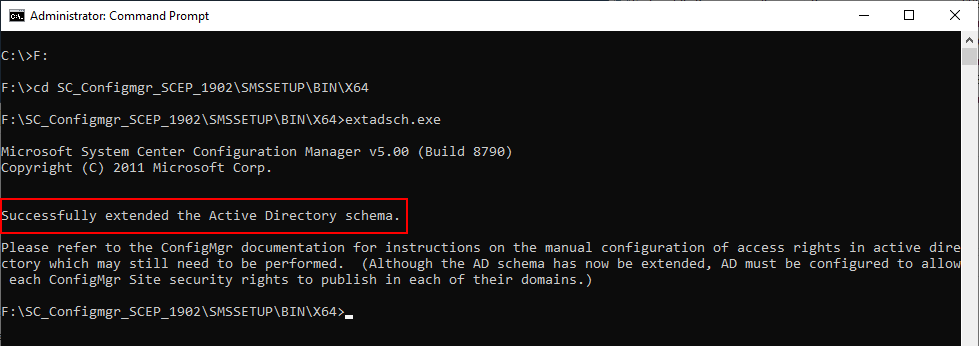 Administrator: Command Prompt
C:\>F:
F:\>cd SC_Configmgr_SCEP_1902\SMSSETUP\BIN\X64
F:\SC_Configmgr_SCEP_1902\SMSSETUP\BIN\X64>extadsch.exe
Microsoft System Center Configuration Manager v5.00 (Build 8790)
Copyright (C) 2011 Microsoft Corp.
Successfully extended the Active Directory schema.
Please refer to the ConfigMgr documentation for instructions on the manual configuration of access rights in active dire
ctory which may still need to be performed.  (Although the AD schema has now be extended, AD must be configured to allow
 each ConfigMgr Site security rights to publish in each of their domains.)
F:\SC_Configmgr_SCEP_1902\SMSSETUP\BIN\X64>